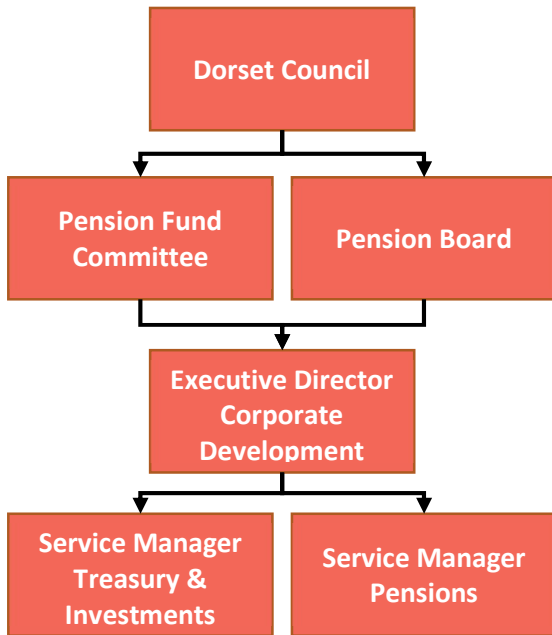 Dorset Council
Pension Fund
Committee
Pension Board
Executive Director
Corporate
Development
Service Manager
Treasury &
Investments
Service Manager
Pensions